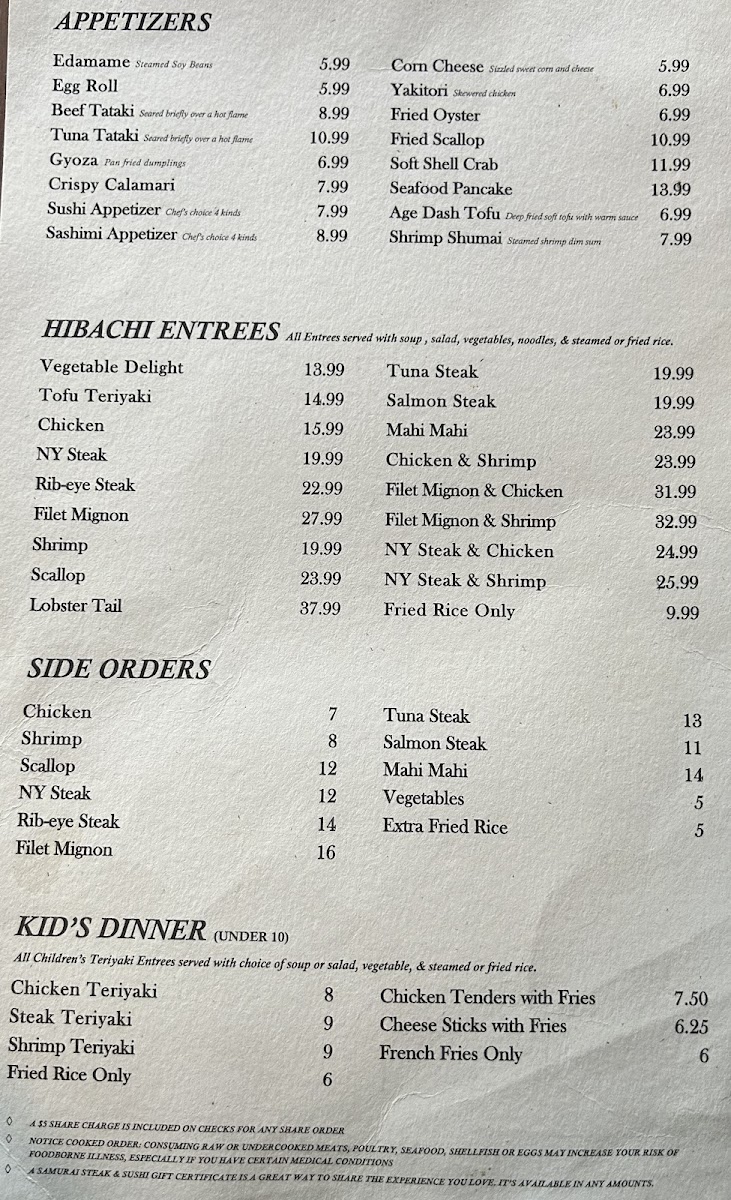 APPETIZERS
Edamame Steamed Soy Beans 5.99
Egg Roll 5.99
Beef Tataki Seared briefly over a hot flame 8.99
Tuna Tataki Seared briefly over a hot flame 10.99
Gyoza Pan fried dumplings 6.99
Crispy Calamari 7.99
Sushi Appetizer Chef's choice 4 kinds 7.99
Sashimi Appetizer Chef's choice 4 kinds 8.99
Corn Cheese Sizzled sweet corn and cheese 5.99
Yakitori Skewered chicken 6.99
Fried Oyster 6.99
Fried Scallop 10.99
Soft Shell Crab 11.99
Seafood Pancake 13.99
Age Dash Tofu Deep fried soft tofu with warm sauce 6.99
Shrimp Shumai Steamed shrimp dim sum 7.99
HIBACHI ENTREES All Entrees served with soup , salad, vegetables, noodles, & steamed or fried rice.
Vegetable Delight 13.99
Tofu Teriyaki 14.99
Chicken 15.99
NY Steak 19.99
Rib-eye Steak 22.99
Filet Mignon 27.99
Shrimp 19.99
Scallop 23.99
Lobster Tail 37.99
Tuna Steak 19.99
Salmon Steak 19.99
Mahi Mahi 23.99
Chicken & Shrimp 23.99
Filet Mignon & Chicken 31.99
Filet Mignon & Shrimp 32.99
NY Steak & Chicken 24.99
NY Steak & Shrimp 25.99
Fried Rice Only 9.99
SIDE ORDERS
Chicken 7
Shrimp 8
Scallop 12
NY Steak 12
Rib-eye Steak 14
Filet Mignon 16
Tuna Steak 13
Salmon Steak 11
Mahi Mahi 14
Vegetables 5
Extra Fried Rice 5
KID'S DINNER (UNDER 10)
All Children's Teriyaki Entrees served with choice of soup or salad, vegetable, & steamed or fried rice.
Chicken Teriyaki 8
Steak Teriyaki 9
Shrimp Teriyaki 9
Fried Rice Only 6
Chicken Tenders with Fries 7.50
Cheese Sticks with Fries 6.25
French Fries Only 6
◊ A $5 SHARE CHARGE IS INCLUDED ON CHECKS FOR ANY SHARE ORDER
◊ NOTICE COOKED ORDER: CONSUMING RAW OR UNDERCOOKED MEATS, POULTRY, SEAFOOD, SHELLFISH OR EGGS MAY INCREASE YOUR RISK OF
FOODBORNE ILLNESS, ESPECIALLY IF YOU HAVE CERTAIN MEDICAL CONDITIONS
◊ A SAMURAI STEAK & SUSHI GIFT CERTIFICATE IS A GREAT WAY TO SHARE THE EXPERIENCE YOU LOVE. IT'S AVAILABLE IN ANY AMOUNTS.